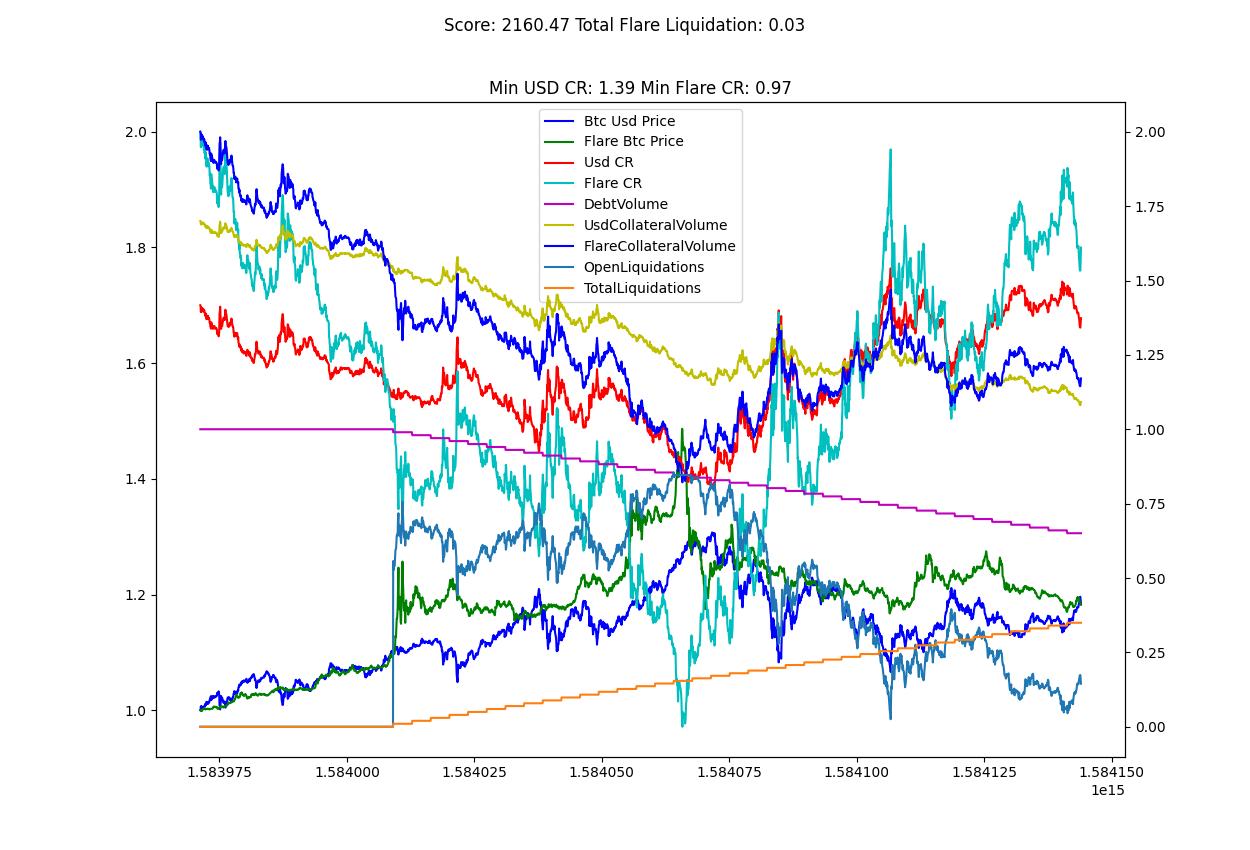 Score: 2160.47 Total Flare Liquidation: 0.03
Min USD CR: 1.39 Min Flare CR: 0.97
Btc Usd Price
Flare Btc Price
Usd CR
Flare CR
DebtVolume
UsdCollateralVolume
FlareCollateralVolume
OpenLiquidations
TotalLiquidations
2.0
1.8
1.6
1.4
1.2
1.0
2.00
1.75
1.50
1.25
1.00
0.75
0.50
0.25
0.00
1.583975 1.584000 1.584025 1.584050 1.584075 1.584100 1.584125 1.584150
1e15